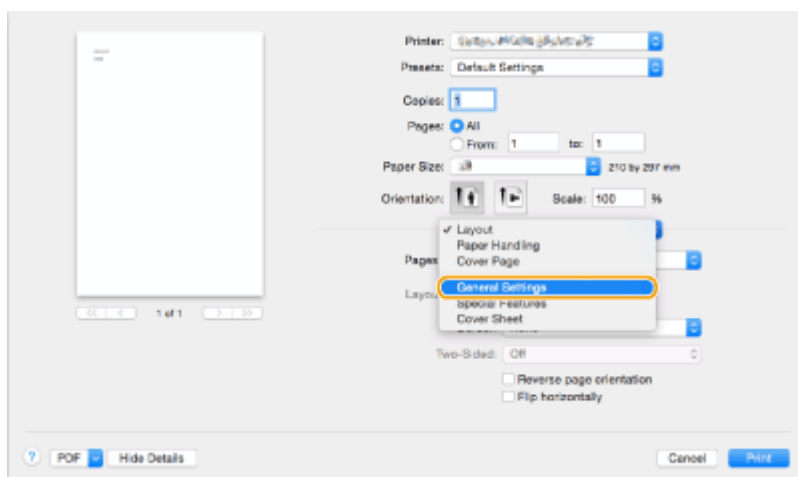 Printer:
Presets: Default Settings
Copies: 1
Pages: All
From: 1 to: 1
Paper Size: 210 by 297 mm
Orientation: Scale: 100 %
✓ Layout
Paper Handling
Pages Cover Page
General Settings
Layou
Special Features
Cover Sheet
1 of 1
Two-Sided: Off
Reverse page orientation
Flip horizontally
? PDF Hide Details Cancel Print